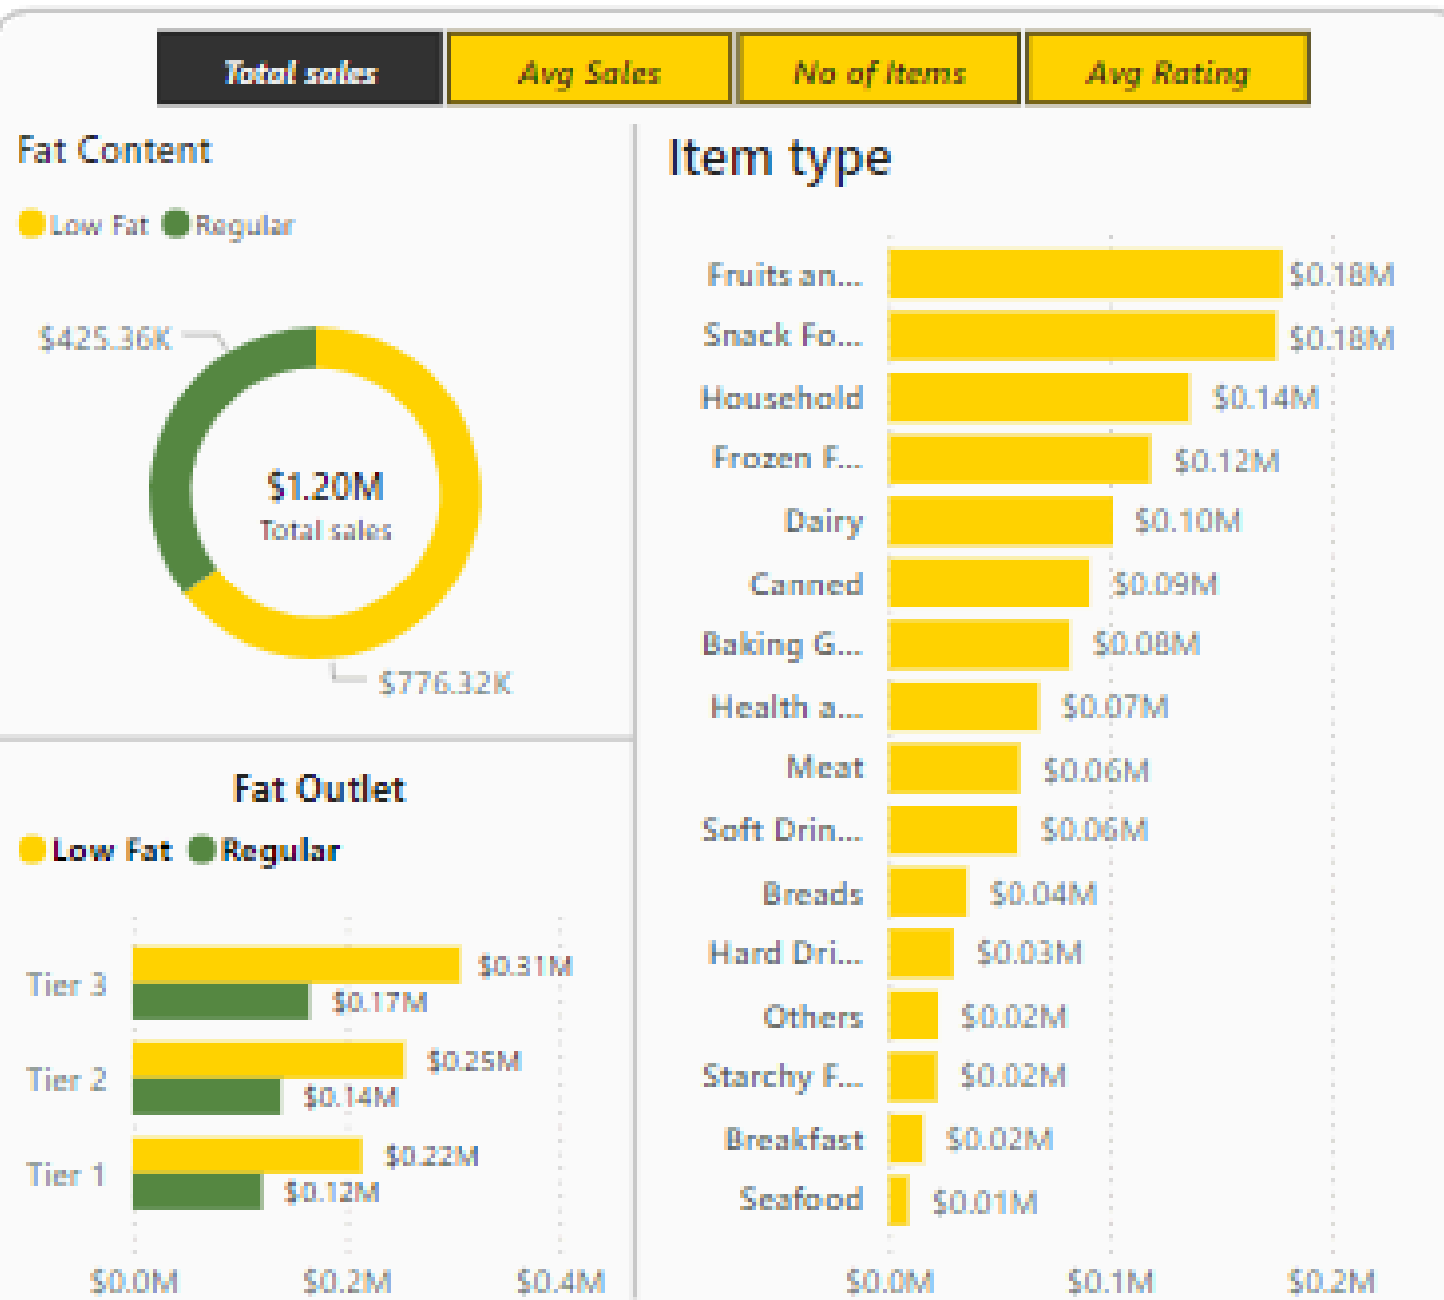 Total sales
Avg Sales
No of Items
Avg Rating
Fat Content
Low Fat Regular
$425.36K
$1.20M
Total sales
$776.32K
Fat Outlet
Low Fat Regular
Tier 3 $0.31M
$0.17M
Tier 2 $0.25M
$0.14M
Tier 1 $0.22M
$0.12M
$0.0M $0.2M $0.4M
Item type
Fruits an... $0.18M
Snack Fo... $0.18M
Household $0.14M
Frozen F... $0.12M
Dairy $0.10M
Canned $0.09M
Baking G... $0.08M
Health a... $0.07M
Meat $0.06M
Soft Drin... $0.06M
Breads $0.04M
Hard Dri... $0.03M
Others $0.02M
Starchy F... $0.02M
Breakfast $0.02M
Seafood $0.01M
$0.0M $0.1M $0.2M